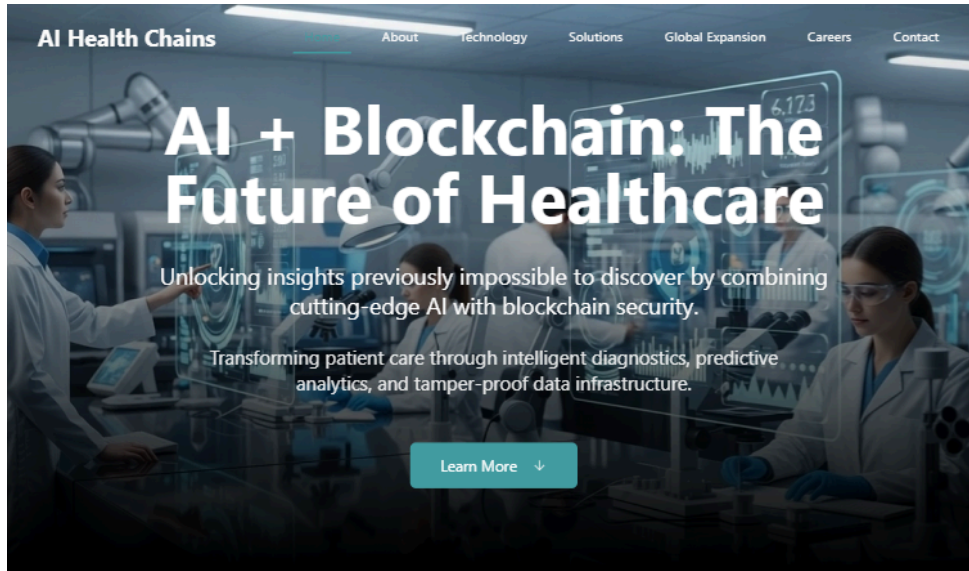 AI Health Chains
Home
About
Technology
Solutions
Global Expansion
Careers
Contact
6.173
AI + Blockchain: The
Future of Healthcare
Unlocking insights previously impossible to discover by combining
cutting-edge AI with blockchain security.
Transforming patient care through intelligent diagnostics, predictive
analytics, and tamper-proof data infrastructure.
Learn More ↓